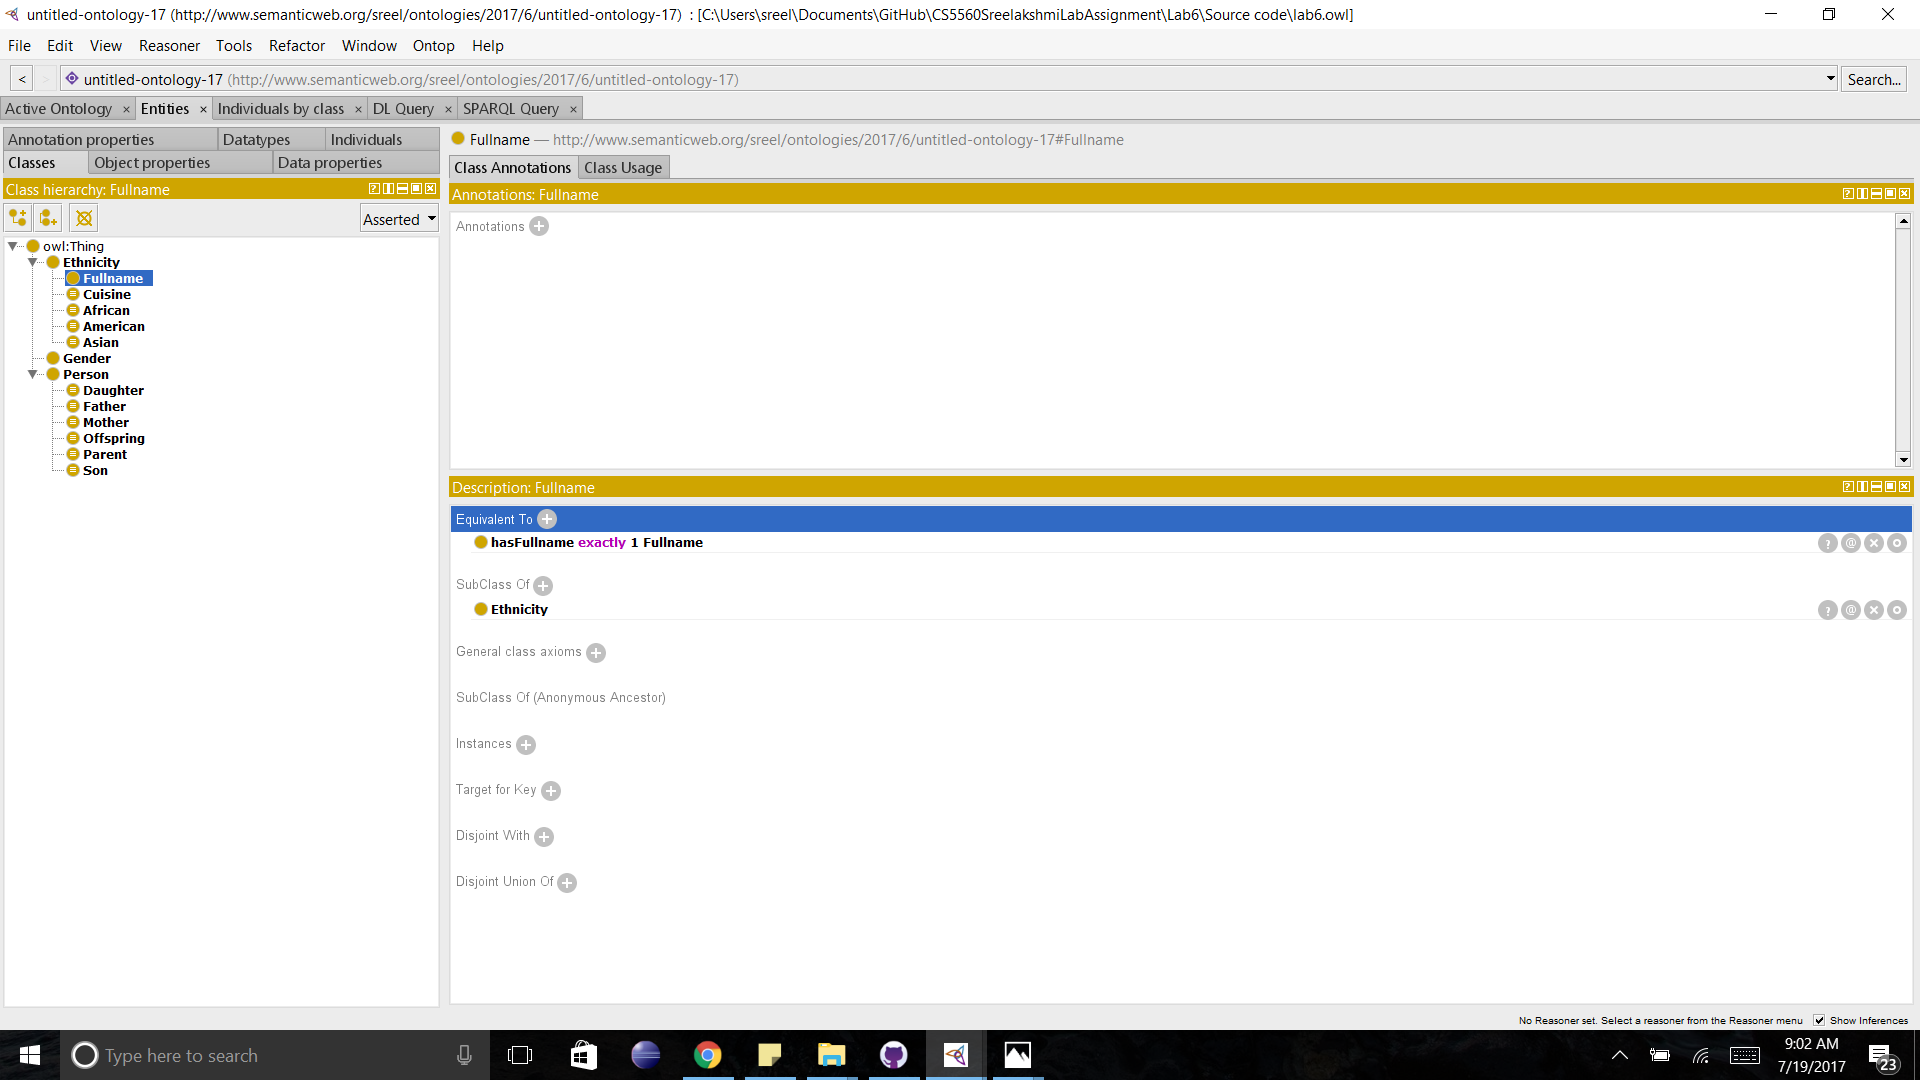 untitled-ontology-17 (http://www.semanticweb.org/sreel/ontologies/2017/6/untitled-ontology-17) : [C:\Users\sreel\Documents\GitHub\CS5560SreelakshmiLabAssignment\Lab6\Source code\lab6.owl]
File Edit View Reasoner Tools Refactor Window Ontop Help
< > untitled-ontology-17 (http://www.semanticweb.org/sreel/ontologies/2017/6/untitled-ontology-17) Search...
Active Ontology × Entities × Individuals by class × DL Query × SPARQL Query ×
Annotation properties Datatypes Individuals
Classes Object properties Data properties
Class hierarchy: Fullname
Asserted
owl:Thing
Ethnicity
Fullname
Cuisine
African
American
Asian
Gender
Person
Daughter
Father
Mother
Offspring
Parent
Son
Fullname — http://www.semanticweb.org/sreel/ontologies/2017/6/untitled-ontology-17#Fullname
Class Annotations Class Usage
Annotations: Fullname
Annotations
Description: Fullname
Equivalent To
hasFullname exactly 1 Fullname
SubClass Of
Ethnicity
General class axioms
SubClass Of (Anonymous Ancestor)
Instances
Target for Key
Disjoint With
Disjoint Union Of
No Reasoner set. Select a reasoner from the Reasoner menu Show Inferences
Type here to search
9:02 AM
7/19/2017
23